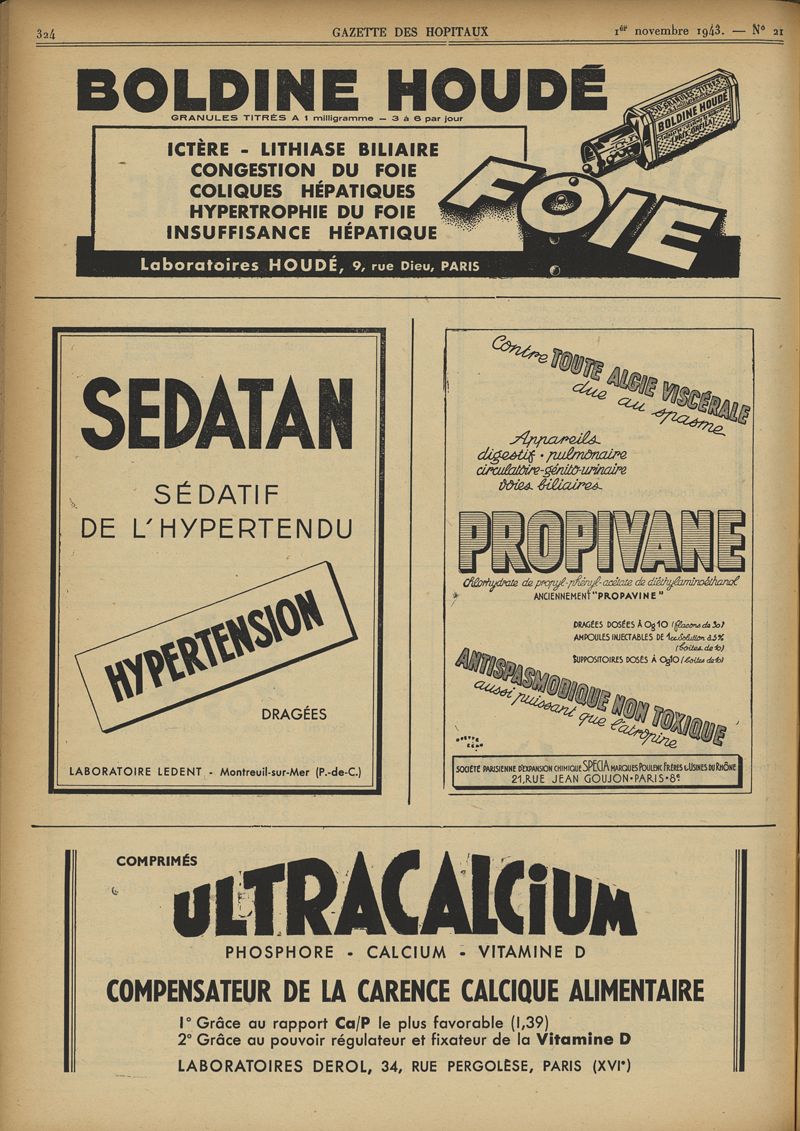 324
GAZETTE DES HOPITAUX
1er novembre 1943. — No 21
BOLDINE HOUDÉ
GRANULES TITRÉS A 1 milligramme — 3 à 6 par jour
ICTÈRE - LITHIASE BILIAIRE
CONGESTION DU FOIE
COLIQUES HÉPATIQUES
HYPERTROPHIE DU FOIE
INSUFFISANCE HÉPATIQUE
BOLDINE HOUDÉ
FOIE
Laboratoires HOUDÉ, 9, rue Dieu, PARIS
SEDATAN
SÉDATIF
DE L'HYPERTENDU
HYPERTENSION
DRAGÉES
LABORATOIRE LEDENT - Montreuil-sur-Mer (P.-de-C.)
Contre TOUTE ALGIE VISCÉRALE
due au spasme
Appareils
digestif • pulmonaire
circulatoire-génito-urinaire
voies biliaires
PROPIVANE
Chlorhydrate de propyl-phényl-acétate de diéthylaminoéthanol
ANCIENNEMENT "PROPAVINE"
DRAGÉES DOSÉES À 0g10 (flacons de 30)
AMPOULES INJECTABLES DE 1cc Solution à 5%
(boîtes de 10)
SUPPOSITOIRES DOSÉS À 0g10 (boîtes de 10)
ANTISPASMODIQUE NON TOXIQUE
aussi puissant que l'atropine
SOCIÉTÉ PARISIENNE D'EXPANSION CHIMIQUE SPECIA MARQUES POULENC FRÈRES & USINES DU RHÔNE
21, RUE JEAN GOUJON • PARIS • 8e
COMPRIMÉS
ULTRACALCiUM
PHOSPHORE - CALCIUM - VITAMINE D
COMPENSATEUR DE LA CARENCE CALCIQUE ALIMENTAIRE
1° Grâce au rapport Ca/P le plus favorable (1,39)
2° Grâce au pouvoir régulateur et fixateur de la Vitamine D
LABORATOIRES DEROL, 34, RUE PERGOLÈSE, PARIS (XVIe)